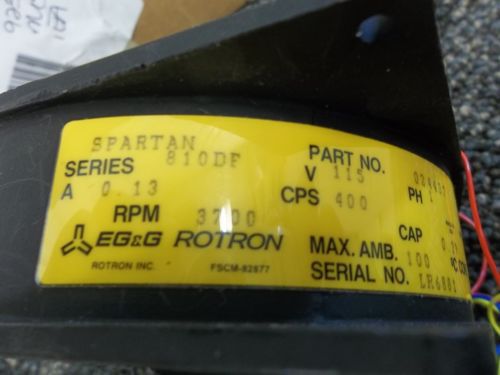 SPARTAN
SERIES 810DF
A 0.13
RPM 3700
EG&G ROTRON
ROTRON INC. FSCM-82877
PART NO.
V 115 PH 1
CPS 400
CAP
MAX. AMB. 100 °C
SERIAL NO.